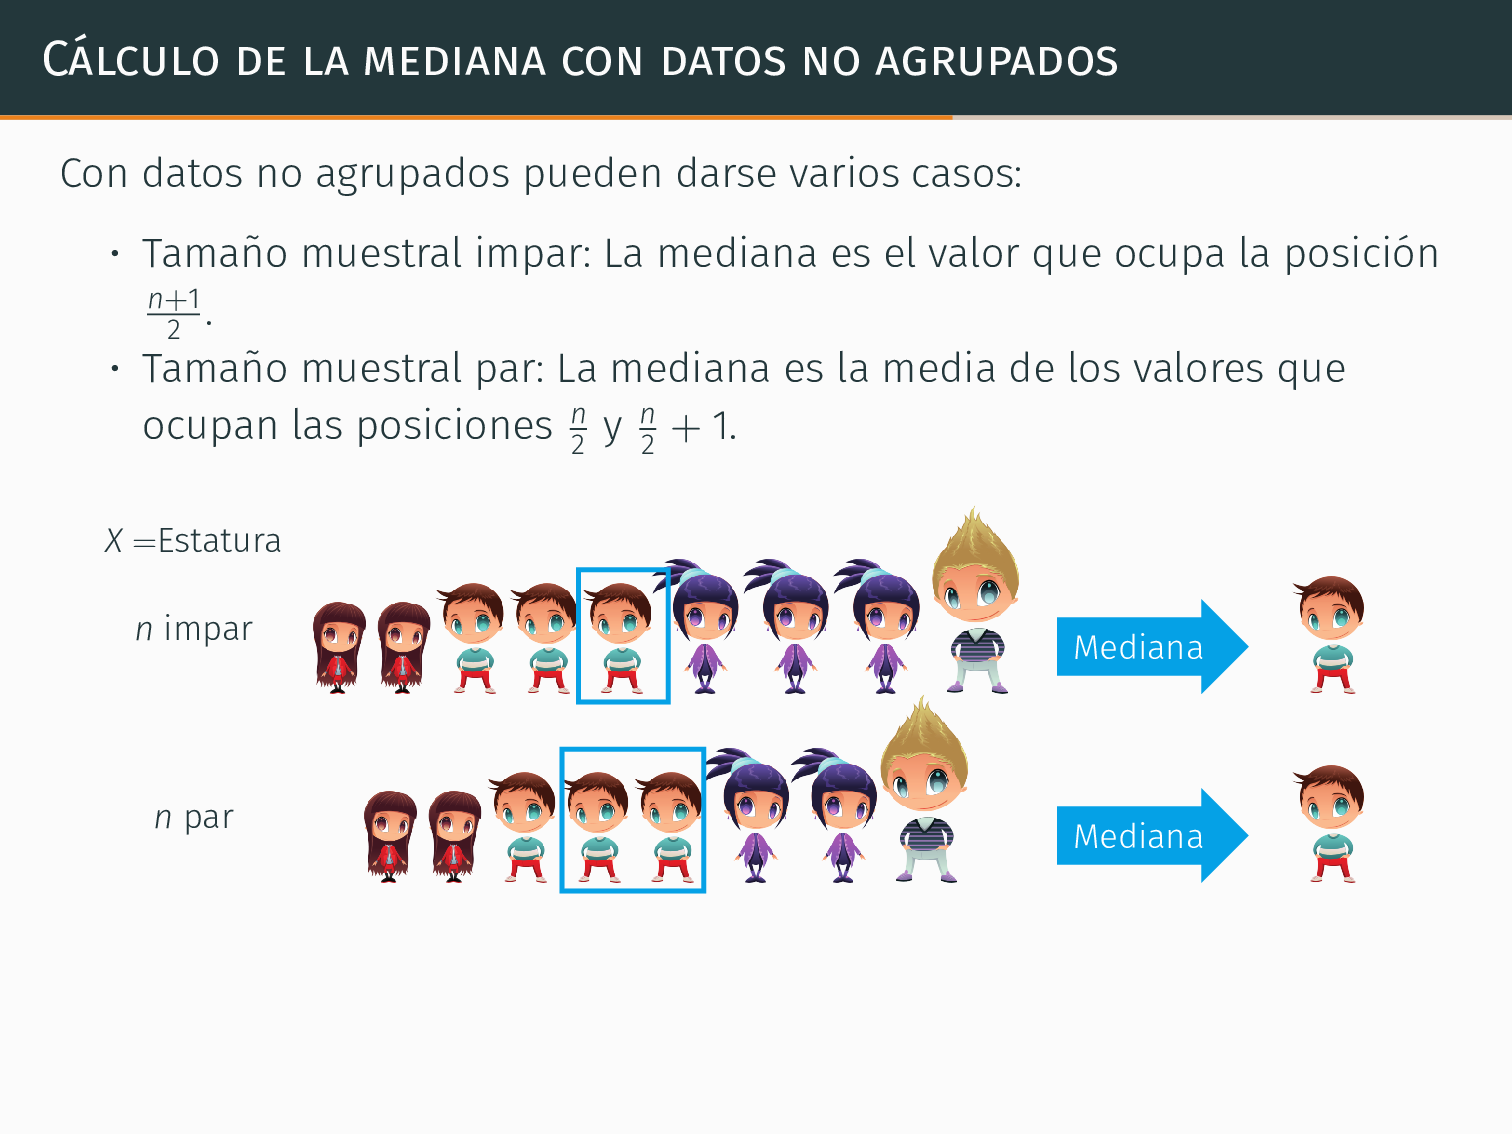 Cálculo de la mediana con datos no agrupados
Con datos no agrupados pueden darse varios casos:
• Tamaño muestral impar: La mediana es el valor que ocupa la posición
$\frac{n+1}{2}$.
• Tamaño muestral par: La mediana es la media de los valores que
ocupan las posiciones $\frac{n}{2}$ y $\frac{n}{2} + 1$.
X =Estatura
n impar
Mediana
n par
Mediana